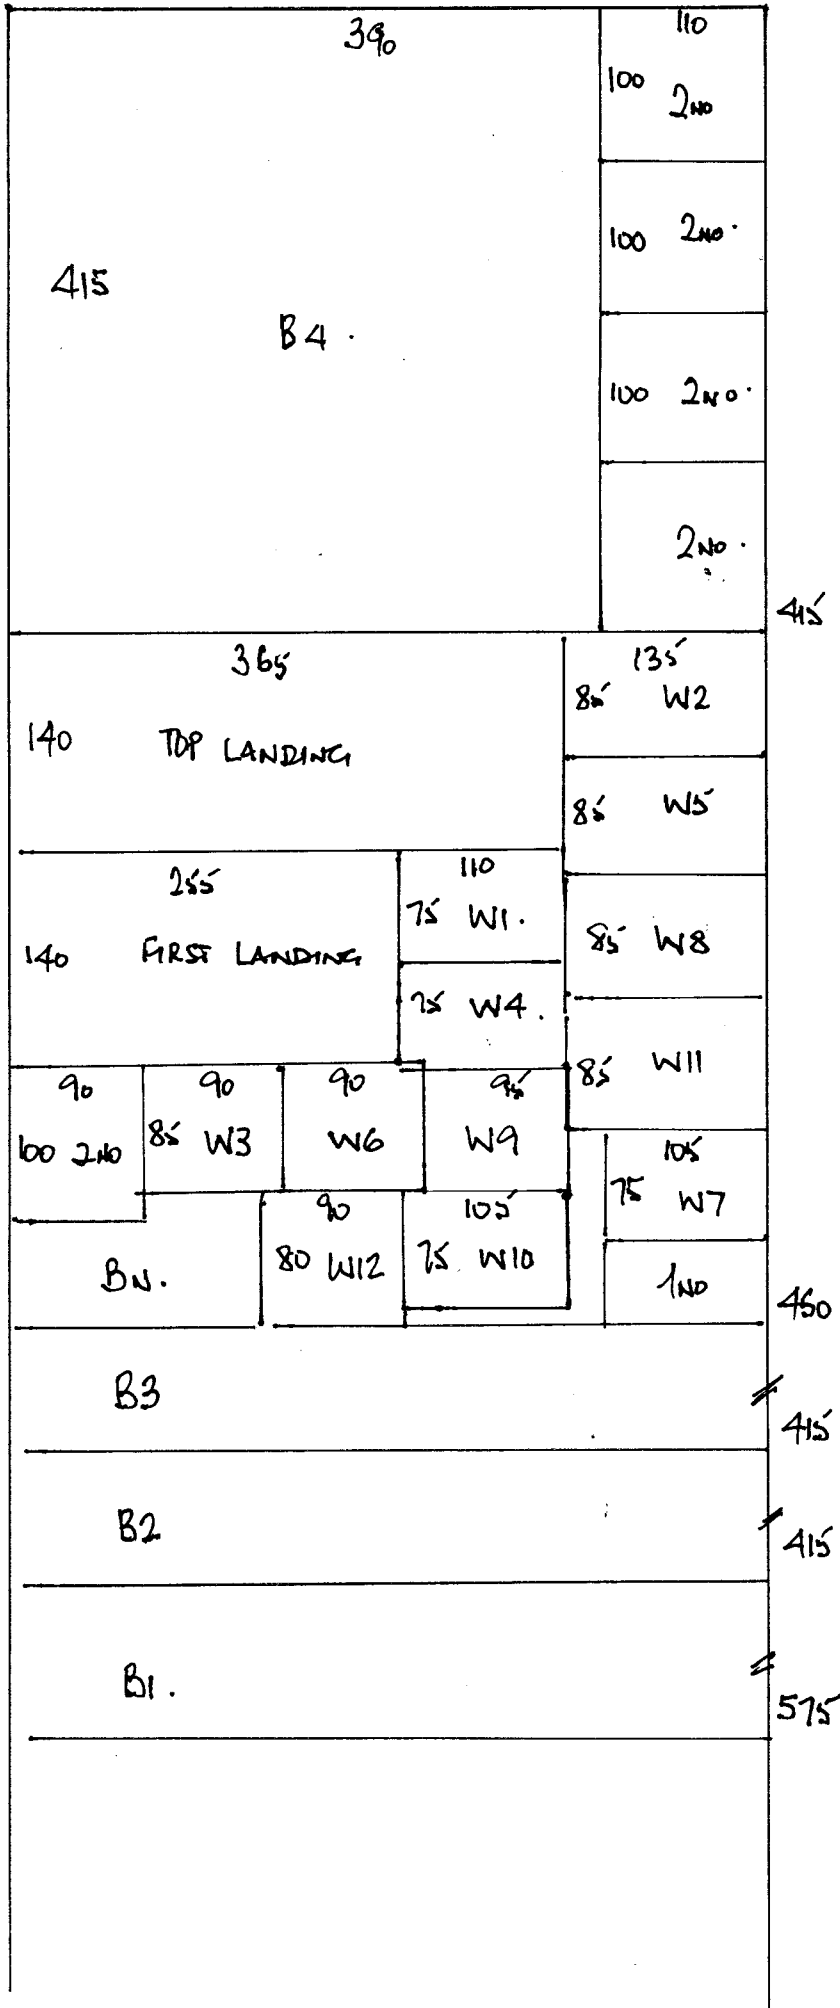 390
110
100
2NO
100 2NO.
415
B4.
100 2NO.
2NO.
415
365
135
85 W2
140 TOP LANDING
85 W5
255
110
75 W1.
140 FIRST LANDING
85 W8
75 W4.
85 W11
90
90
90
95
100 2NO
85 W3
W6
W9
105
75 W7
90
105
BN.
80 W12
75 W10
1NO
460
B3
415
B2
415
B1.
575